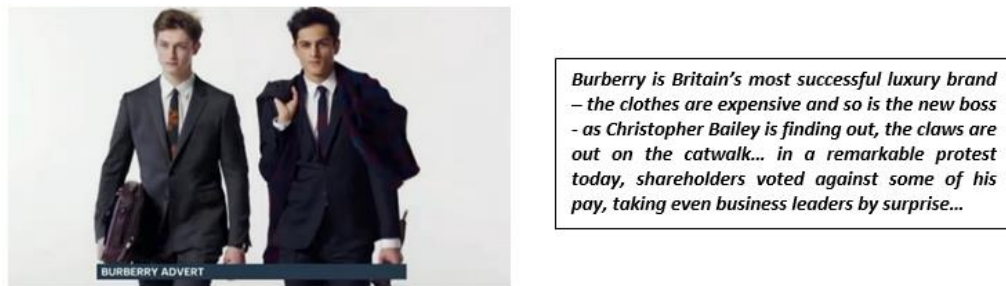 BURBERRY ADVERT
Burberry is Britain's most successful luxury brand
– the clothes are expensive and so is the new boss
- as Christopher Bailey is finding out, the claws are
out on the catwalk... in a remarkable protest
today, shareholders voted against some of his
pay, taking even business leaders by surprise...